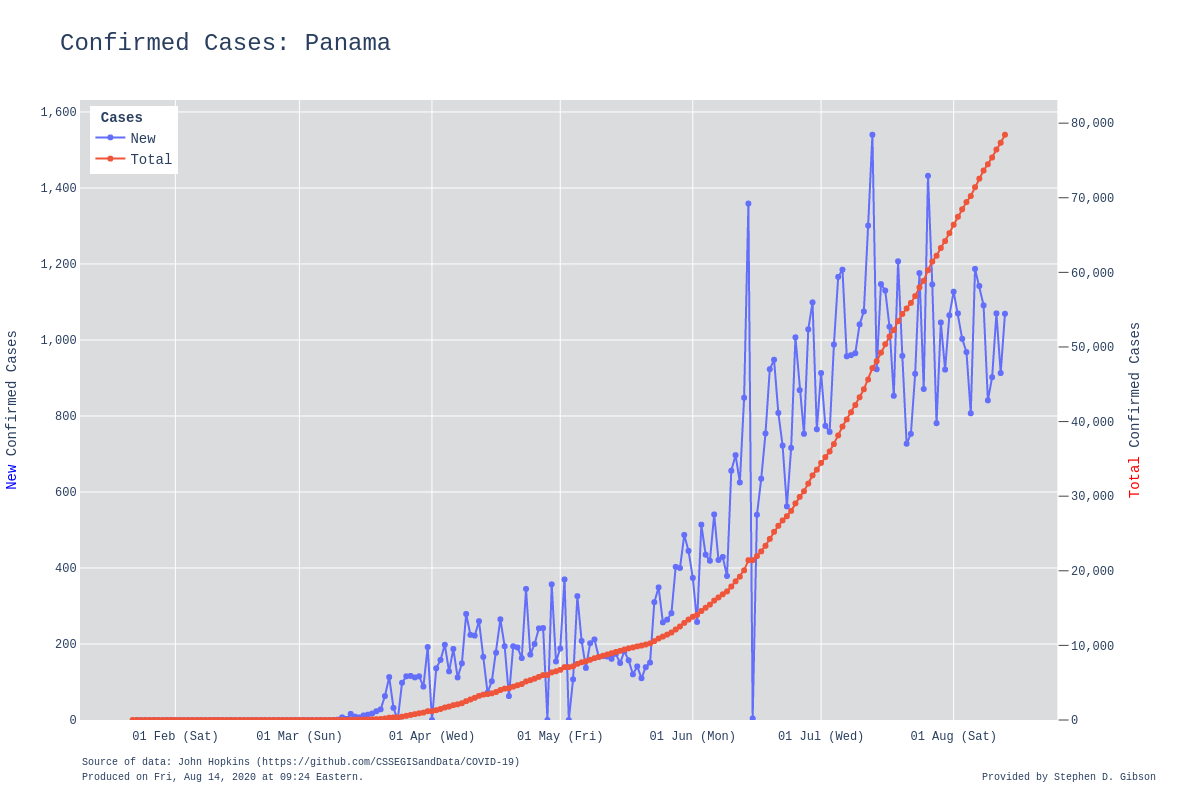 Confirmed Cases: Panama
Cases
New
Total
1,600
1,400
1,200
1,000
800
600
400
200
0
80,000
70,000
60,000
50,000
40,000
30,000
20,000
10,000
0
New Confirmed Cases
Total Confirmed Cases
01 Feb (Sat)
01 Mar (Sun)
01 Apr (Wed)
01 May (Fri)
01 Jun (Mon)
01 Jul (Wed)
01 Aug (Sat)
Source of data: John Hopkins (https://github.com/CSSEGISandData/COVID-19)
Produced on Fri, Aug 14, 2020 at 09:24 Eastern.
Provided by Stephen D. Gibson